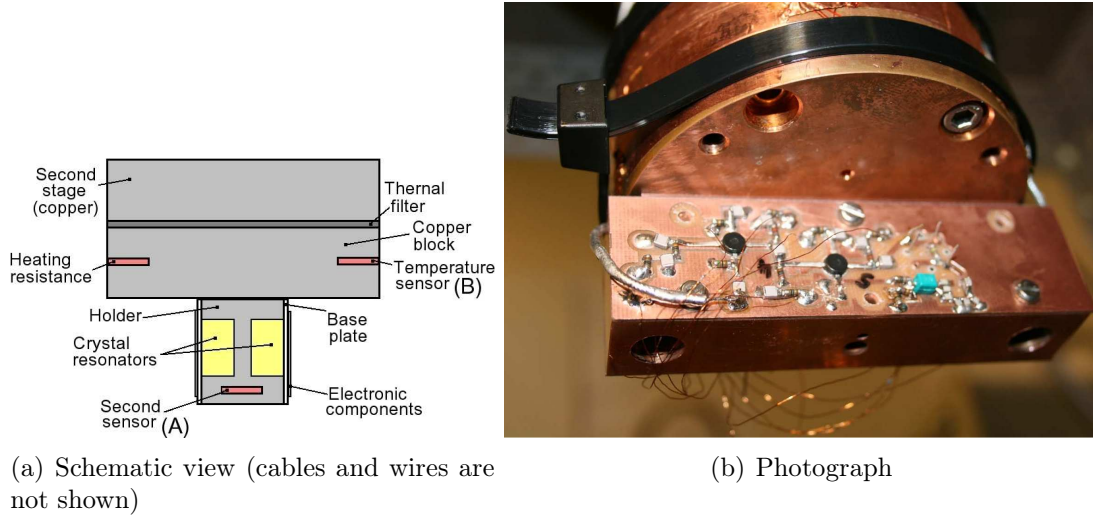 Second
stage
(copper)
Thernal
filter
Copper
block
Heating
resistance
Temperature
sensor (B)
Holder
Base
plate
Crystal
resonators
Second
sensor (A)
Electronic
components
(a) Schematic view (cables and wires are
not shown)
(b) Photograph